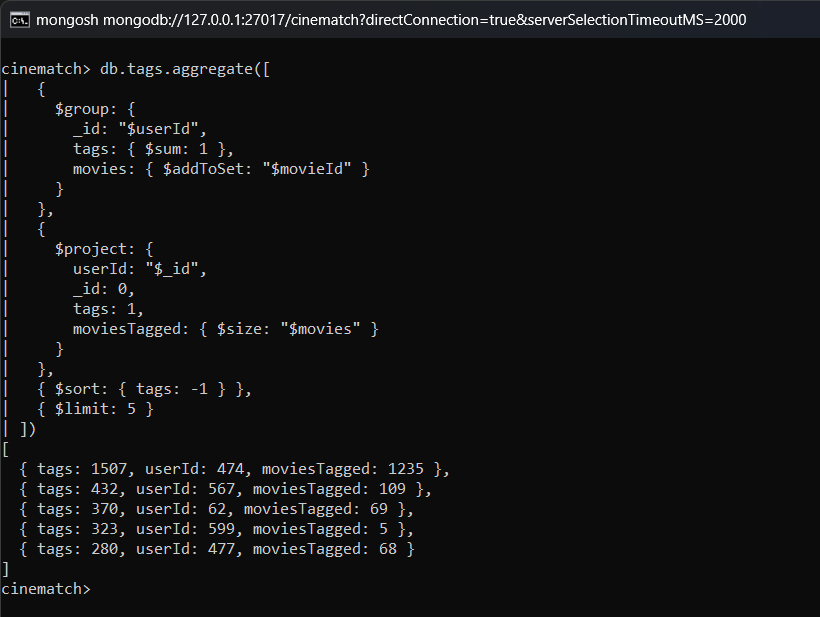 mongosh mongodb://127.0.0.1:27017/cinematch?directConnection=true&serverSelectionTimeoutMS=2000
cinematch> db.tags.aggregate([
|   {
|     $group: {
|       _id: "$userId",
|       tags: { $sum: 1 },
|       movies: { $addToSet: "$movieId" }
|     }
|   },
|   {
|     $project: {
|       userId: "$_id",
|       _id: 0,
|       tags: 1,
|       moviesTagged: { $size: "$movies" }
|     }
|   },
|   { $sort: { tags: -1 } },
|   { $limit: 5 }
| ])
[
  { tags: 1507, userId: 474, moviesTagged: 1235 },
  { tags: 432, userId: 567, moviesTagged: 109 },
  { tags: 370, userId: 62, moviesTagged: 69 },
  { tags: 323, userId: 599, moviesTagged: 5 },
  { tags: 280, userId: 477, moviesTagged: 68 }
]
cinematch>